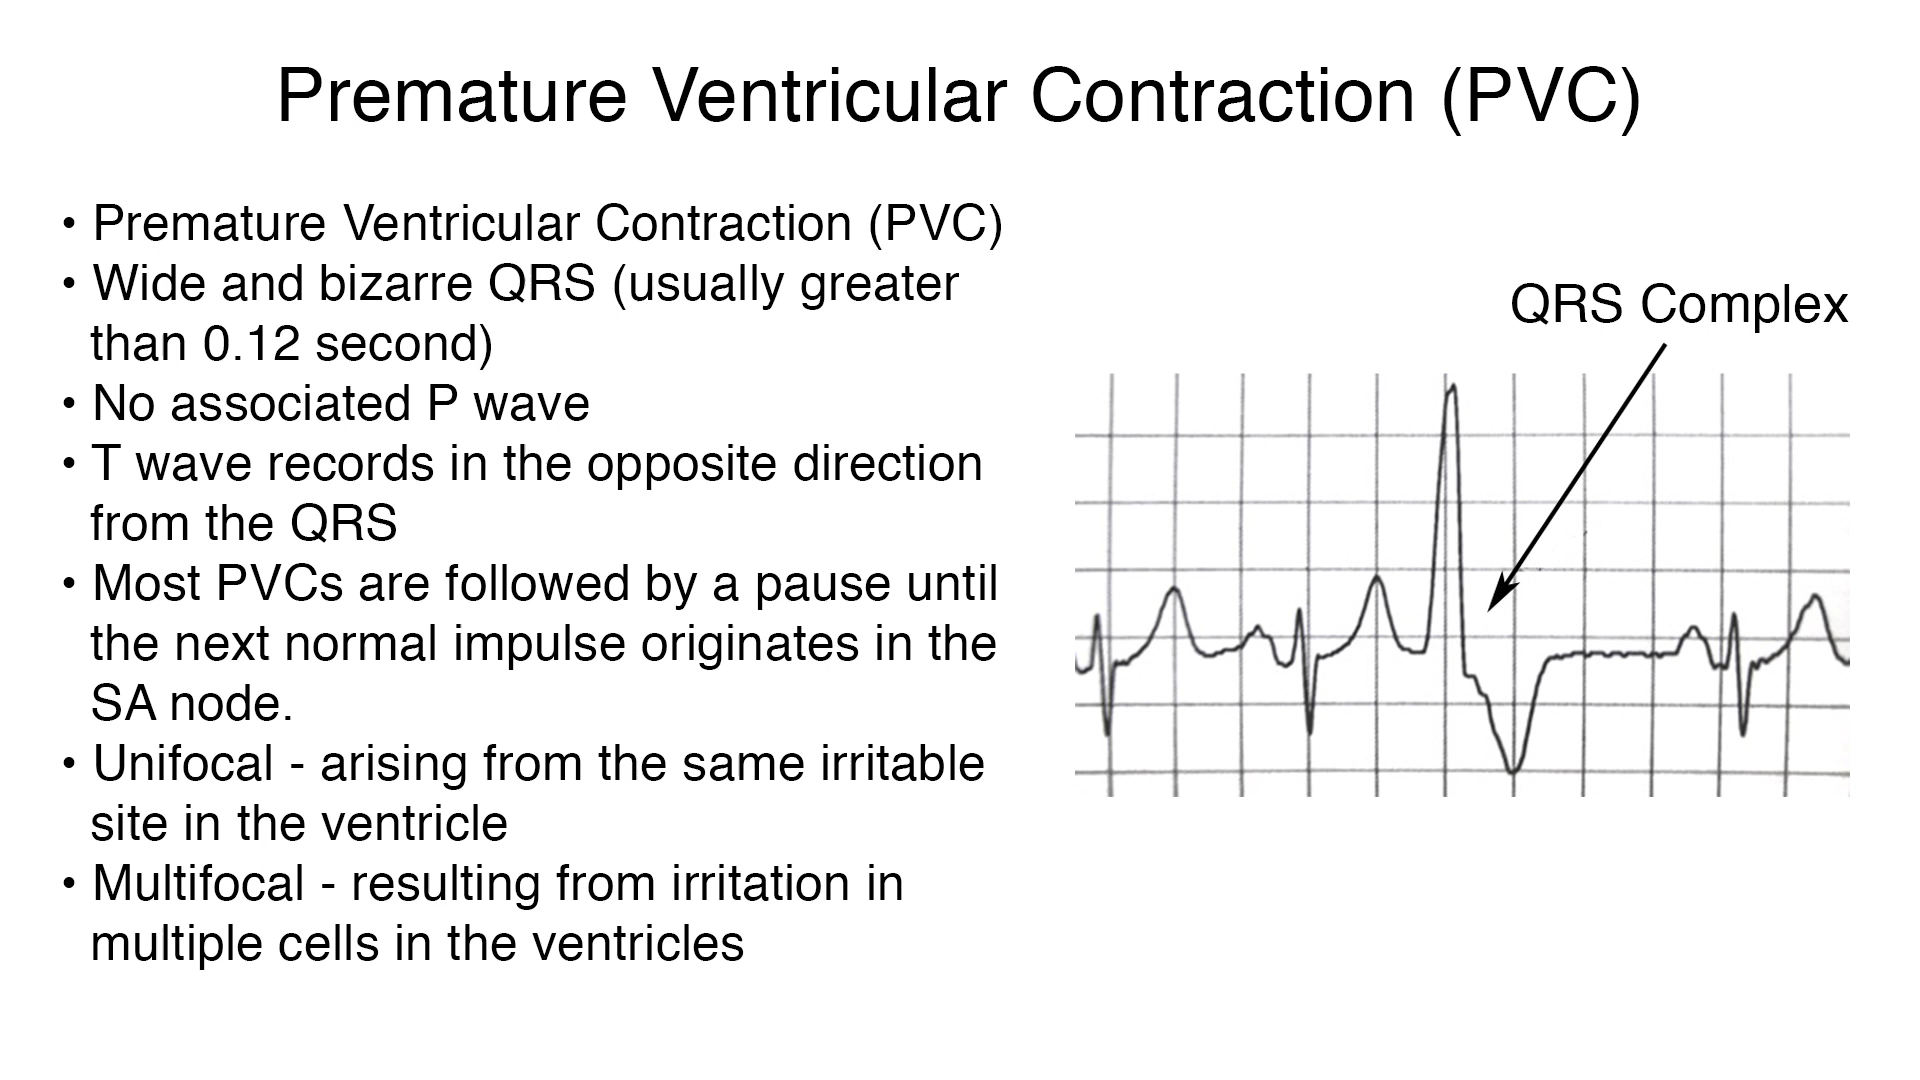 Premature Ventricular Contraction (PVC)
• Premature Ventricular Contraction (PVC)
• Wide and bizarre QRS (usually greater
than 0.12 second)
• No associated P wave
• T wave records in the opposite direction
from the QRS
• Most PVCs are followed by a pause until
the next normal impulse originates in the
SA node.
• Unifocal - arising from the same irritable
site in the ventricle
• Multifocal - resulting from irritation in
multiple cells in the ventricles
QRS Complex